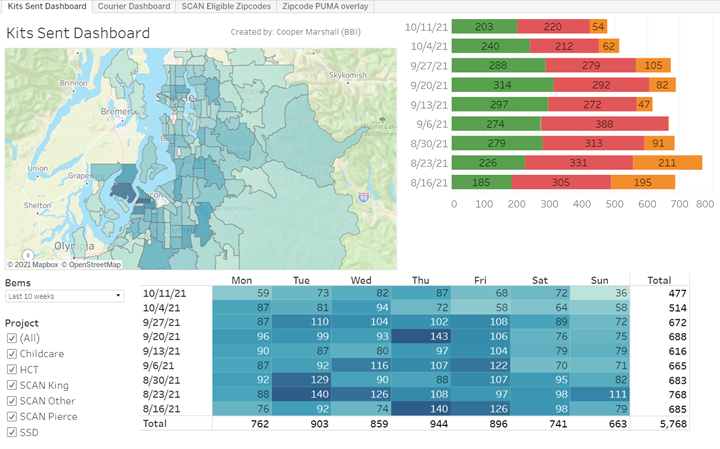 Kits Sent Dashboard Courier Dashboard SCAN Eligible Zipcodes Zipcode PUMA overlay
Kits Sent Dashboard
Created by: Cooper Marshall (BBI)
Brinnon
Skykomish
Bremer
Union
Grape
Shelton
Olympia
© 2021 Mapbox © OpenStreetMap
10/11/21 203 220 54
10/4/21 240 212 62
9/27/21 288 279 105
9/20/21 314 292 82
9/13/21 297 272 47
9/6/21 274 388
8/30/21 279 313 91
8/23/21 226 331 211
8/16/21 185 305 195
0 100 200 300 400 500 600 700 800
Bems
Last 10 weeks
Project
(All)
Childcare
HCT
SCAN King
SCAN Other
SCAN Pierce
SSD
Mon Tue Wed Thu Fri Sat Sun Total
10/11/21 59 73 82 87 68 72 36 477
10/4/21 87 81 94 72 58 64 58 514
9/27/21 87 110 104 102 108 89 72 672
9/20/21 96 99 93 143 106 76 75 688
9/13/21 90 87 80 97 104 79 79 616
9/6/21 87 92 116 107 122 70 71 665
8/30/21 92 129 90 88 107 95 82 683
8/23/21 88 140 126 108 97 98 111 768
8/16/21 76 92 74 140 126 98 79 685
Total 762 903 859 944 896 741 663 5,768